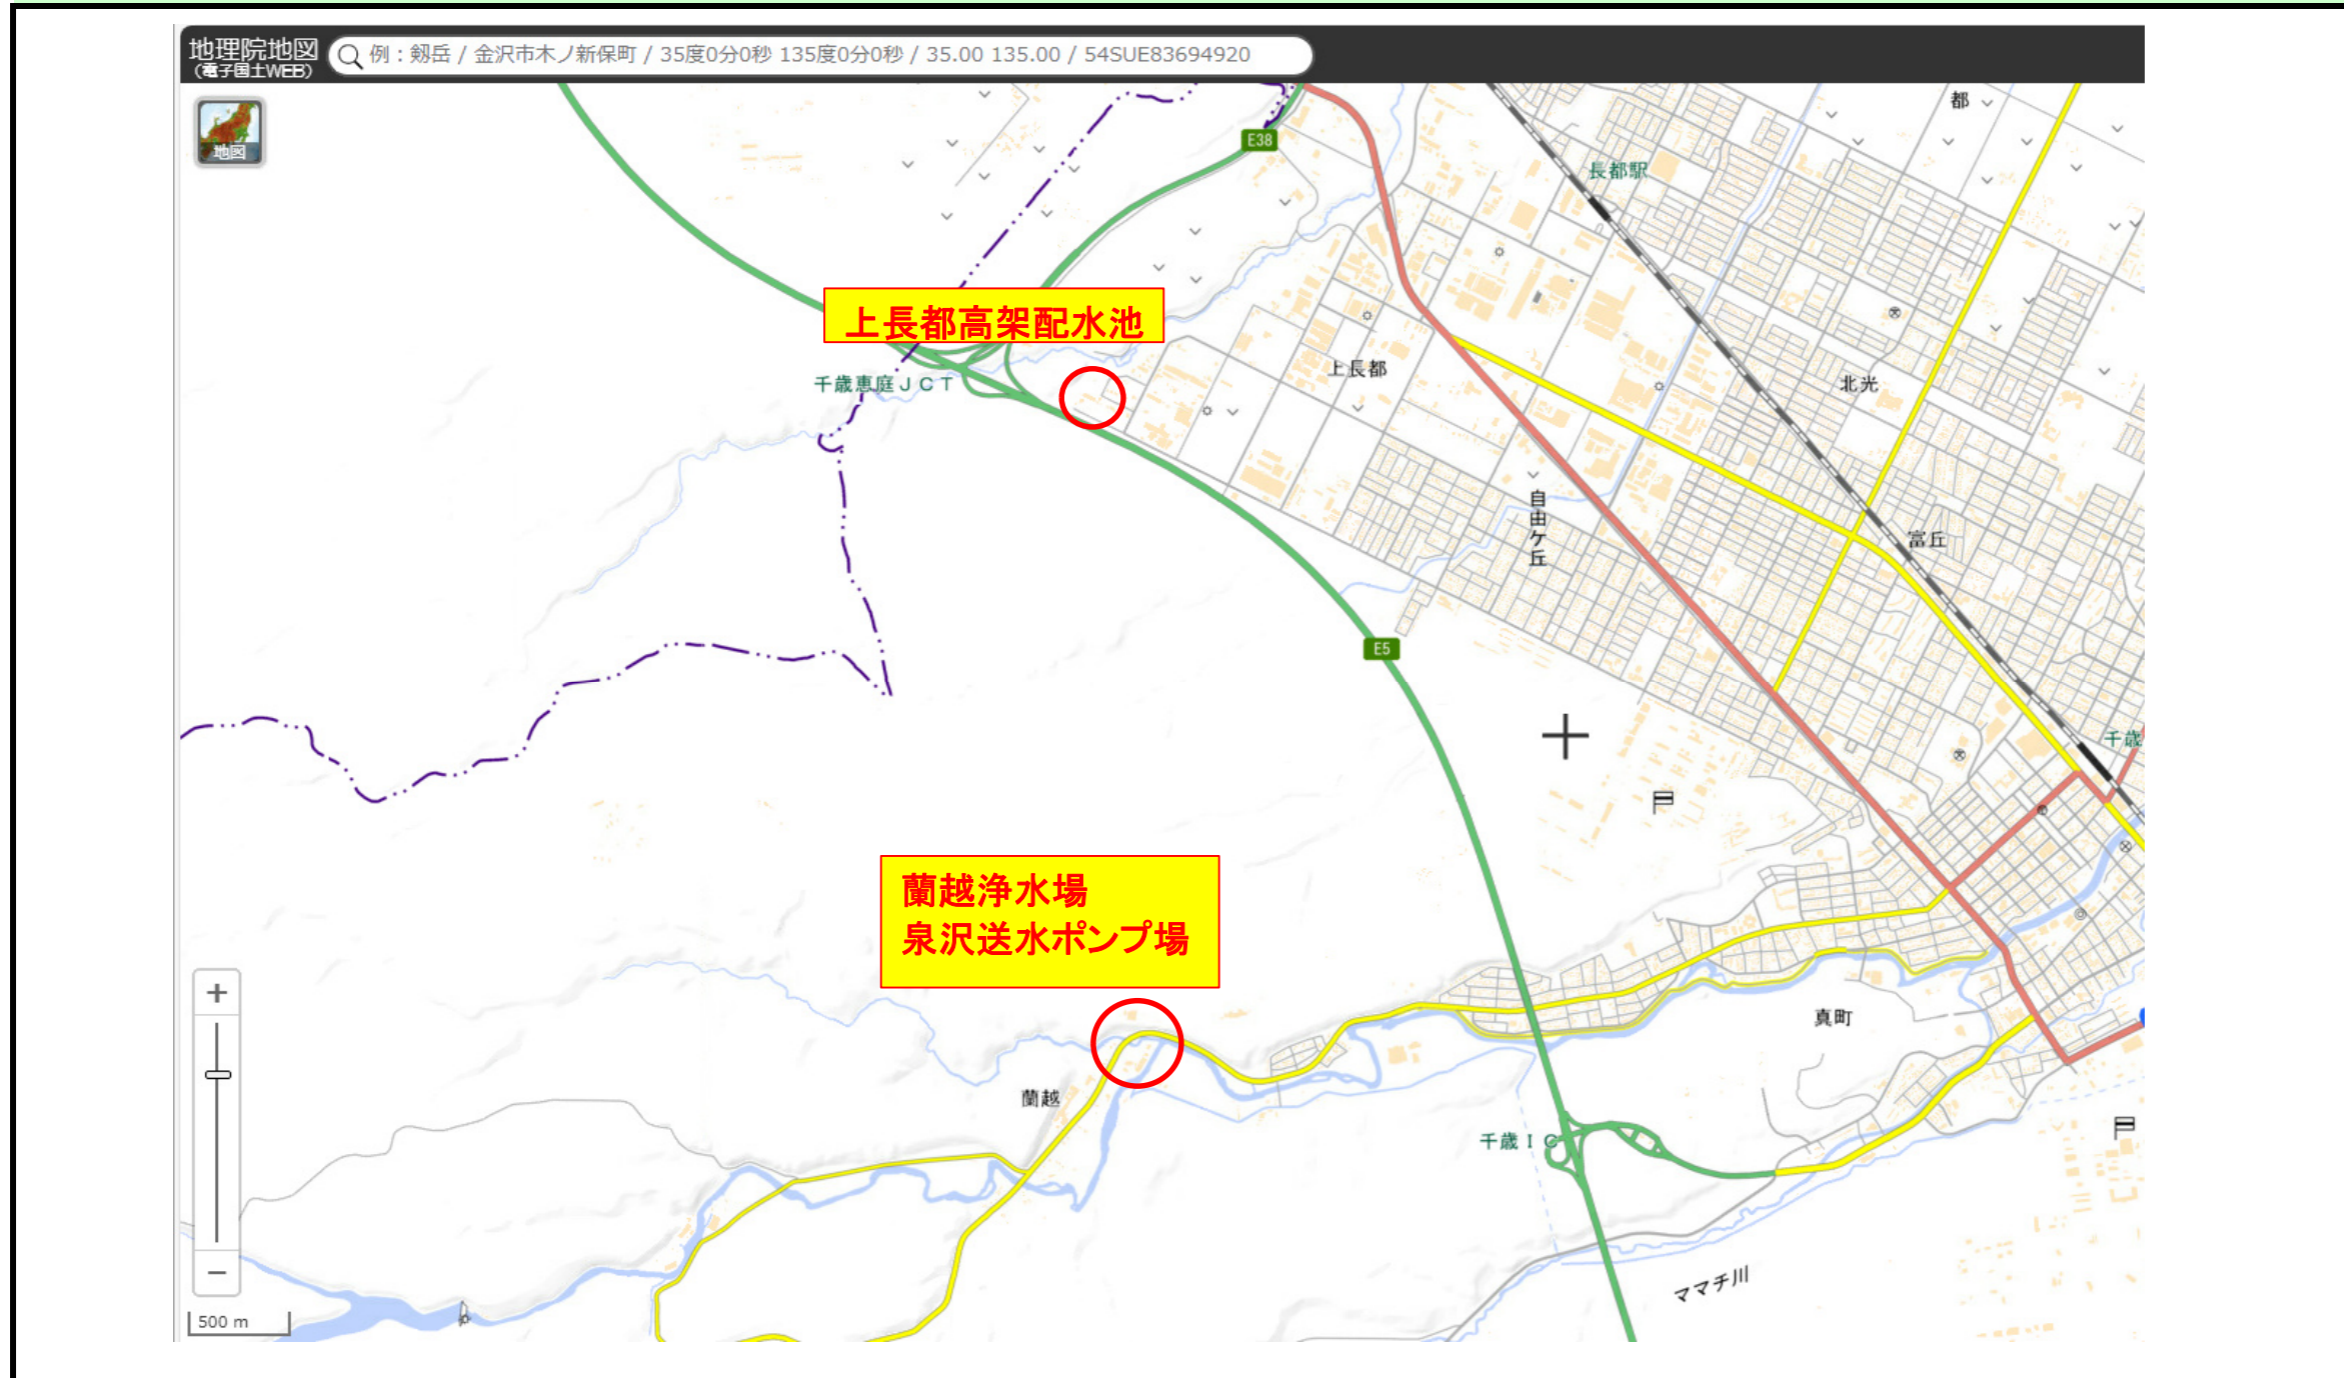 地理院地図
(電子国土WEB)
例：剱岳 / 金沢市木ノ新保町 / 35度0分0秒 135度0分0秒 / 35.00 135.00 / 54SUE83694920
地図
都
E38
長都駅
上長都高架配水池
千歳恵庭JCT
上長都
北光
自由ケ丘
富丘
E5
千歳
蘭越浄水場
泉沢送水ポンプ場
真町
蘭越
千歳IC
ママチ川
+
−
500 m